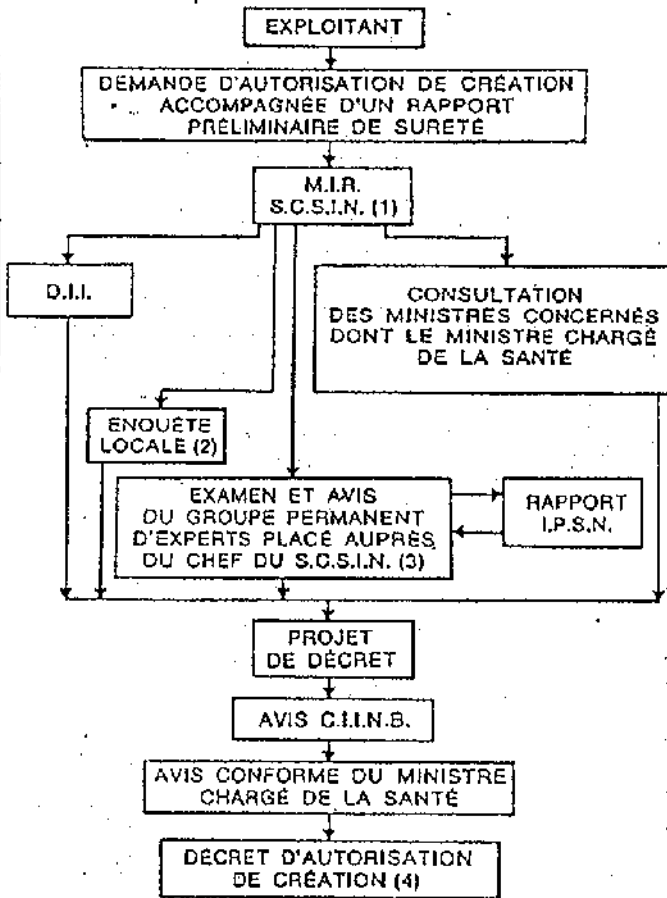 EXPLOITANT
DEMANDE D'AUTORISATION DE CRÉATION
ACCOMPAGNÉE D'UN RAPPORT
PRÉLIMINAIRE DE SURETÉ
M.I.R.
S.C.S.I.N. (1)
D.I.I.
CONSULTATION
DES MINISTRES CONCERNÉS
DONT LE MINISTRE CHARGÉ
DE LA SANTÉ
ENQUÊTE
LOCALE (2)
EXAMEN ET AVIS
DU GROUPE PERMANENT
D'EXPERTS PLACÉ AUPRÈS
DU CHEF DU S.C.S.I.N. (3)
RAPPORT
I.P.S.N.
PROJET
DE DÉCRET
AVIS C.I.I.N.B.
AVIS CONFORME DU MINISTRE
CHARGÉ DE LA SANTÉ
DÉCRET D'AUTORISATION
DE CRÉATION (4)